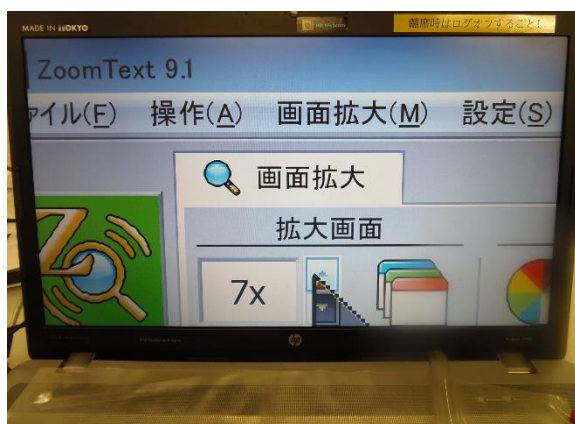 MADE IN TOKYO
離席時はログオフすること!
ZoomText 9.1
ァイル(F) 操作(A) 画面拡大(M) 設定(S)
画面拡大
拡大画面
7x
hp